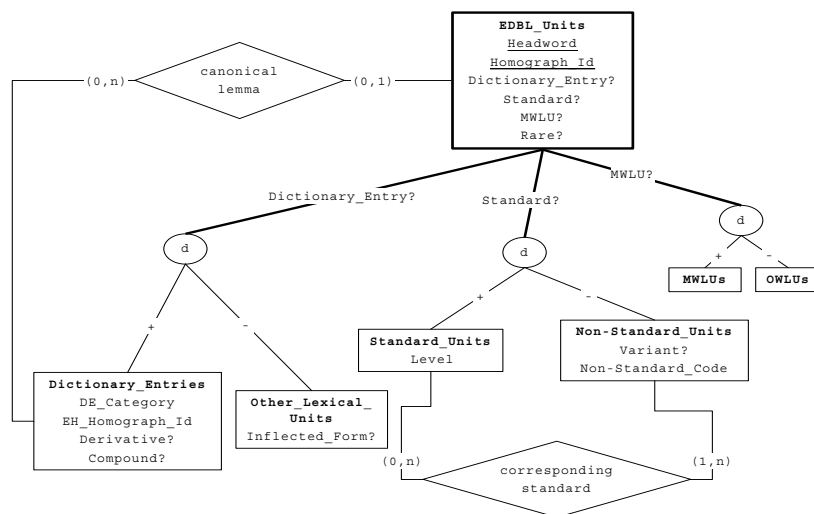 EDBL_Units
Headword
Homograph_Id
Dictionary_Entry?
Standard?
MWLU?
Rare?
(0,n)
canonical
lemma
(0,1)
MWLU?
Dictionary_Entry?
Standard?
d
d
d
+
-
MWLUs
OWLUs
+
-
+
-
Standard_Units
Level
Non-Standard_Units
Variant?
Non-Standard_Code
Dictionary_Entries
DE_Category
EH_Homograph_Id
Derivative?
Compound?
Other_Lexical_
Units
Inflected_Form?
(0,n)
corresponding
standard
(1,n)